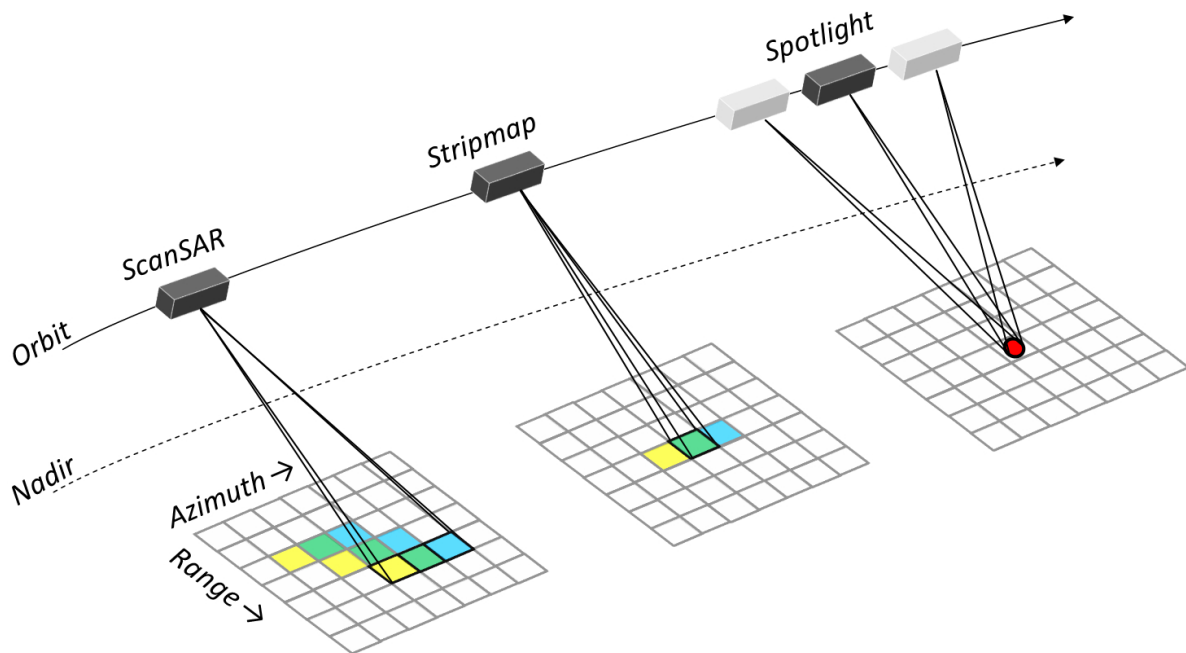 Spotlight
Stripmap
ScanSAR
Orbit
Nadir
Azimuth →
Range →